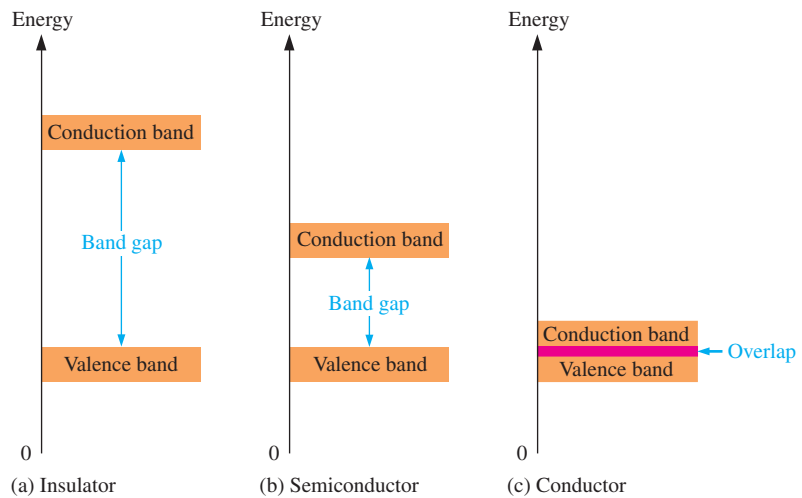 Energy
Conduction band
Band gap
Valence band
0
(a) Insulator
Energy
Conduction band
Band gap
Valence band
0
(b) Semiconductor
Energy
Conduction band
Overlap
Valence band
0
(c) Conductor